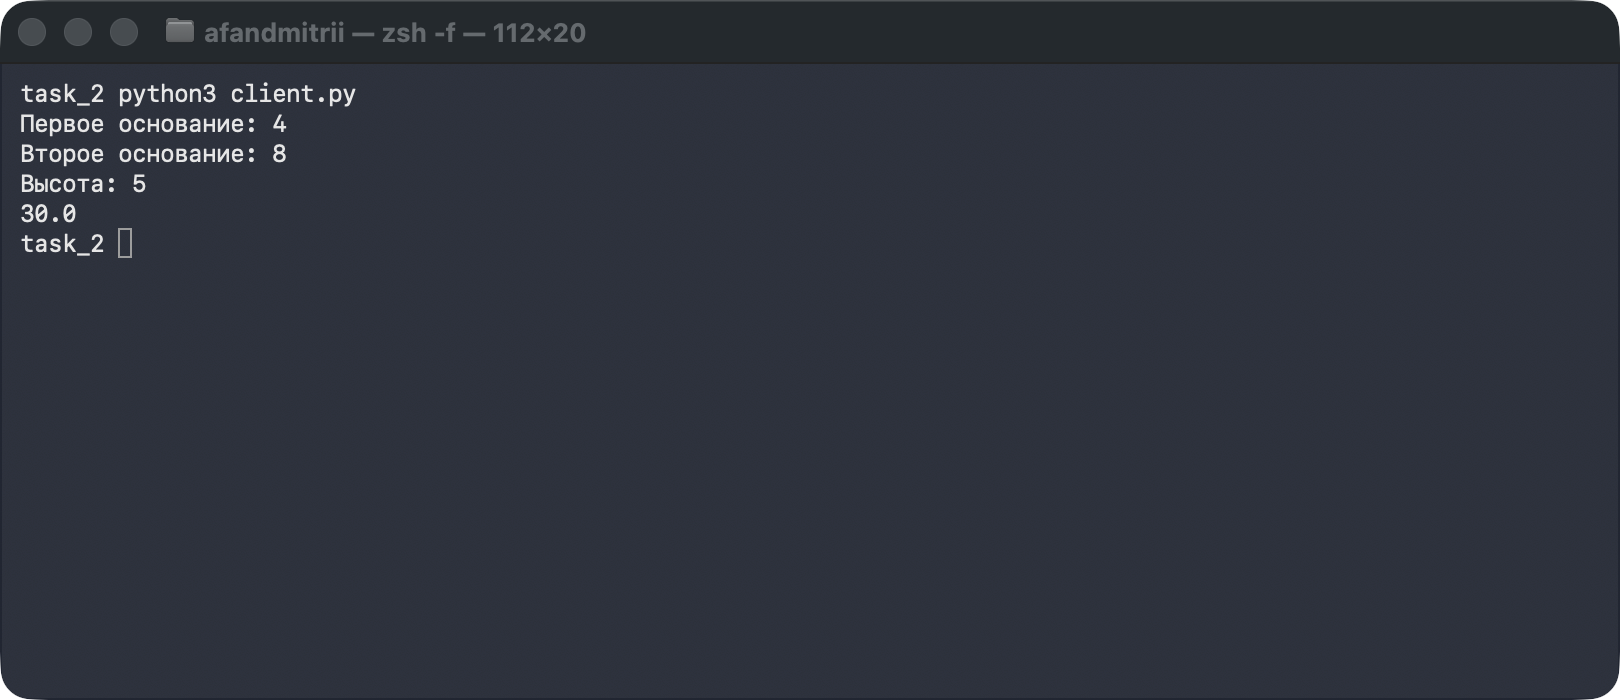 afandmitrii — zsh -f — 112×20
task_2 python3 client.py
Первое основание: 4
Второе основание: 8
Высота: 5
30.0
task_2